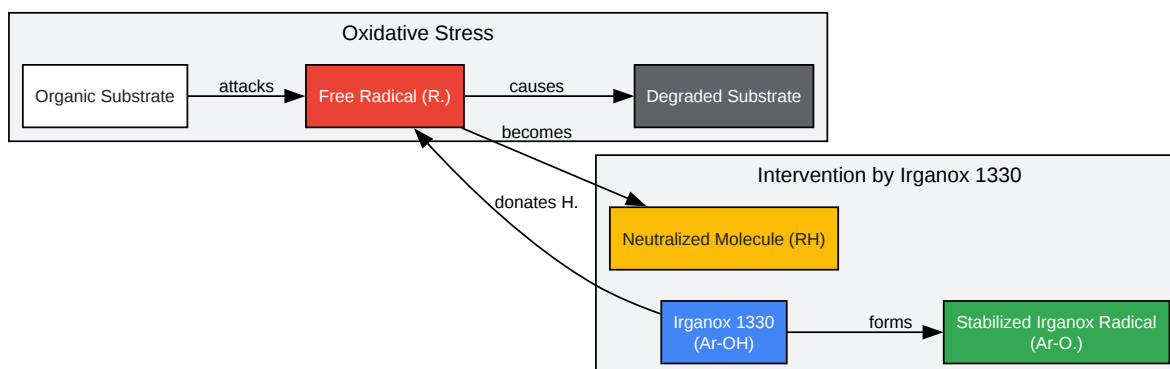 Oxidative Stress
Organic Substrate
attacks
Free Radical (R.)
causes
Degraded Substrate
becomes
Intervention by Irganox 1330
donates H.
Neutralized Molecule (RH)
Irganox 1330
(Ar-OH)
forms
Stabilized Irganox Radical
(Ar-O.)